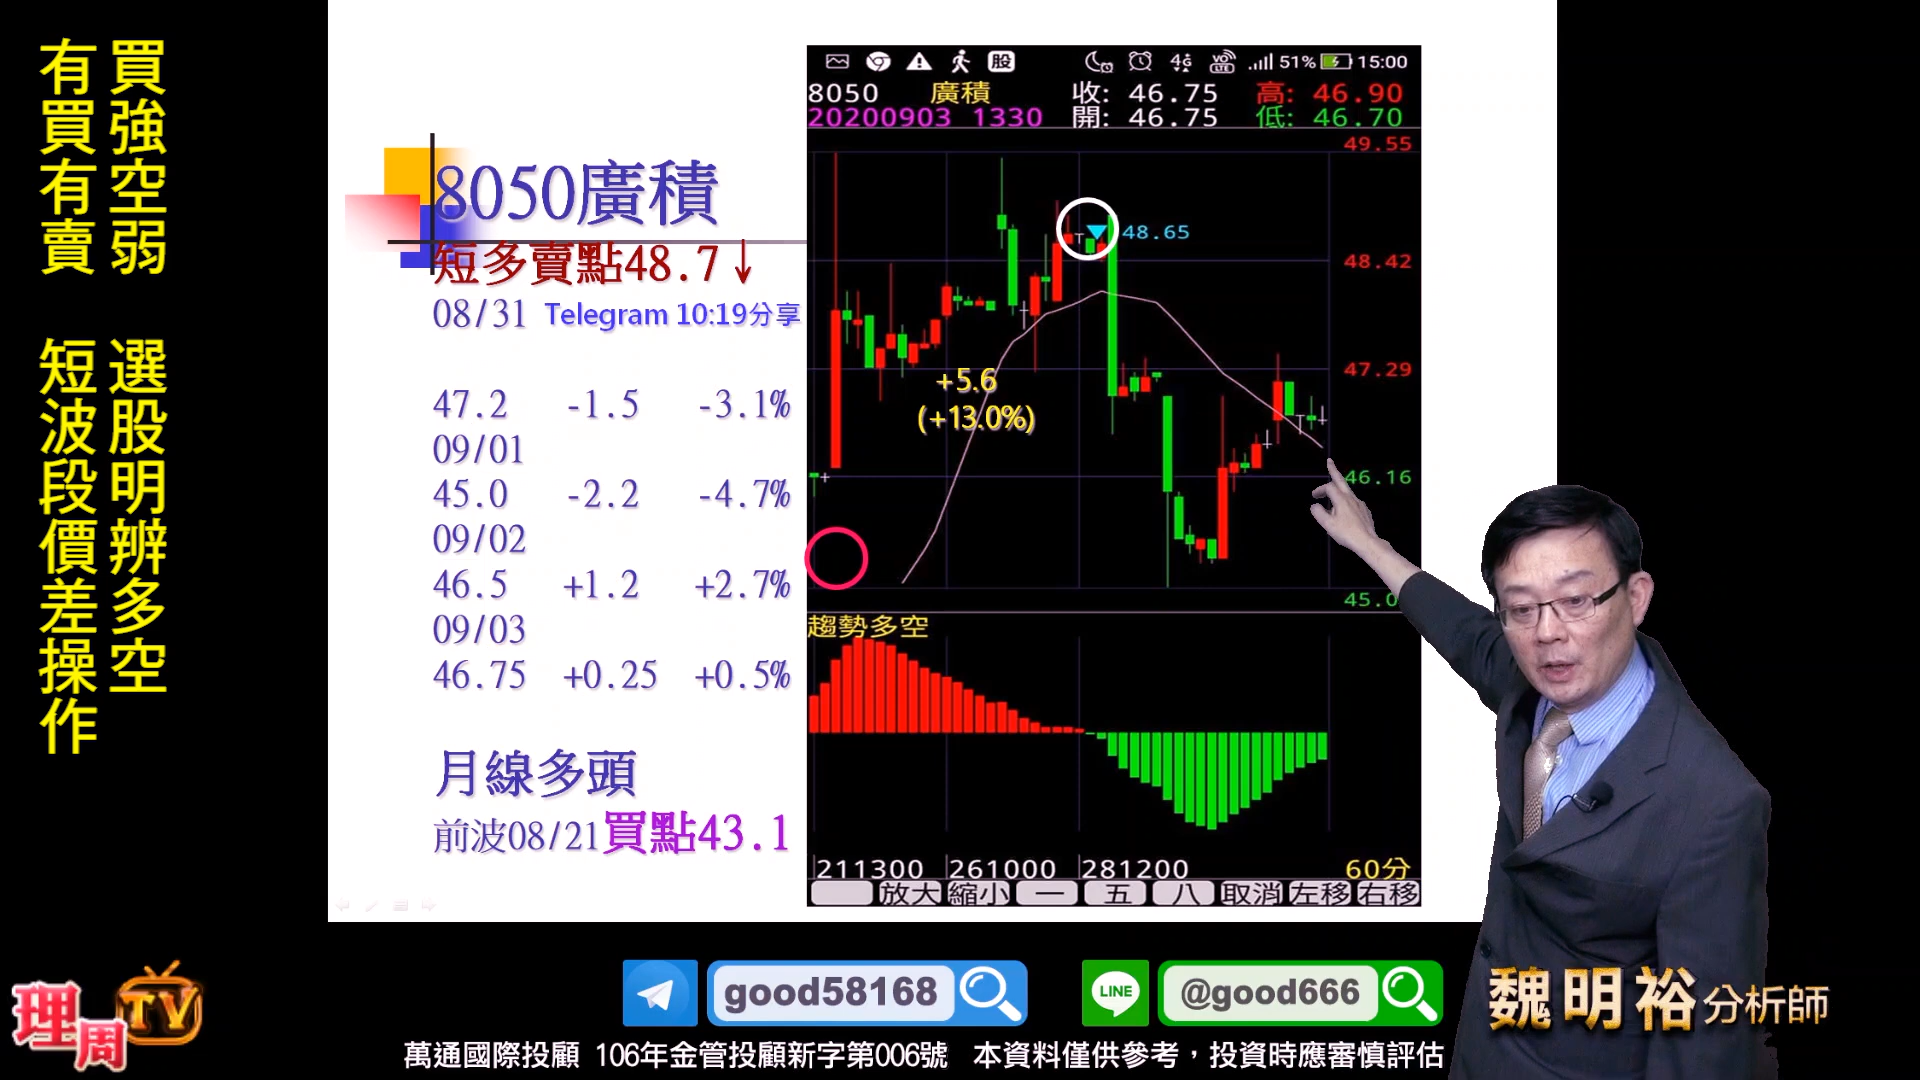 買強空弱 選股明辨多空
有買有賣 短波段價差操作
8050廣積
短多賣點48.7↓
08/31 Telegram 10:19分享
47.2 -1.5 -3.1%
09/01
45.0 -2.2 -4.7%
09/02
46.5 +1.2 +2.7%
09/03
46.75 +0.25 +0.5%
月線多頭
前波08/21買點43.1
股 4G VO LTE 51% 15:00
8050 廣積 收: 46.75 高: 46.90
20200903 1330 開: 46.75 低: 46.70
49.55
48.65
48.42
47.29
+5.6
(+13.0%)
46.16
45.0
趨勢多空
211300 261000 281200 60分
放大 縮小 一 五 八 取消 左移 右移
理周TV
good58168
LINE @good666
魏明裕分析師
萬通國際投顧 106年金管投顧新字第006號 本資料僅供參考，投資時應審慎評估